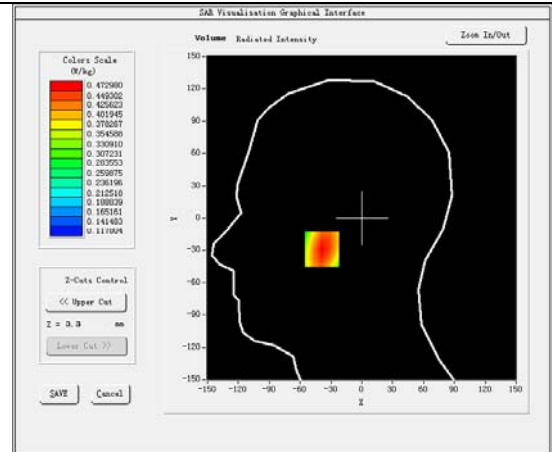 SAR Visualisation Graphical Interface
Volume Radiated Intensity
Zoom In/Out
Colors Scale
(W/kg)
0.472980
0.449302
0.425623
0.401945
0.378267
0.354588
0.330910
0.307231
0.283553
0.259875
0.236196
0.212518
0.188839
0.165161
0.141483
0.117804
150
120
90
60
30
0
-30
-60
-90
-120
-150
Y
-150 -120 -90 -60 -30 0 30 60 90 120 150
X
Z-Cuts Control
<< Upper Cut
Z = 3.3 mm
Lower Cut >>
SAVE Cancel